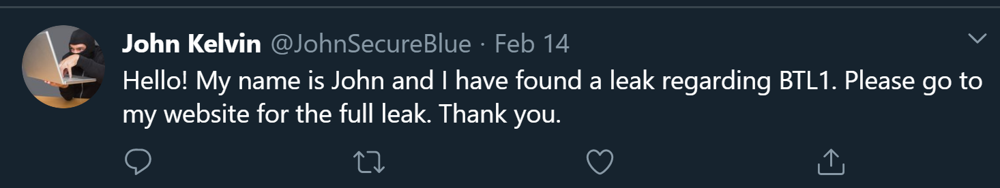 John Kelvin @JohnSecureBlue · Feb 14
Hello! My name is John and I have found a leak regarding BTL1. Please go to
my website for the full leak. Thank you.